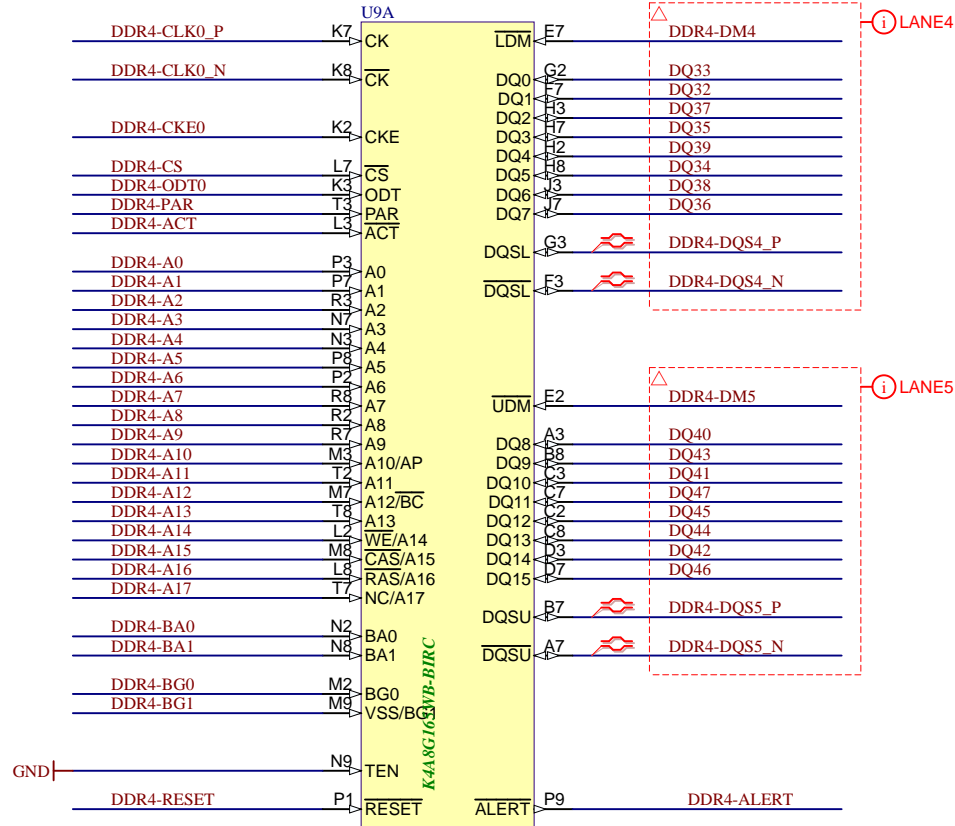 U9A
DDR4-CLK0_P K7 CK LDM E7 DDR4-DM4 LANE4
DDR4-CLK0_N K8 CK DQ0 G2 DQ33
DQ1 F7 DQ32
DQ2 H3 DQ37
DDR4-CKE0 K2 CKE DQ3 H7 DQ35
DQ4 H2 DQ39
DDR4-CS L7 CS DQ5 H8 DQ34
DDR4-ODT0 K3 ODT DQ6 J3 DQ38
DDR4-PAR T3 PAR DQ7 J7 DQ36
DDR4-ACT L3 ACT
DQSL G3 DDR4-DQS4_P
DDR4-A0 P3 A0
DDR4-A1 P7 A1 DQSL F3 DDR4-DQS4_N
DDR4-A2 R3 A2
DDR4-A3 N7 A3
DDR4-A4 N3 A4
DDR4-A5 P8 A5
DDR4-A6 P2 A6 LANE5
DDR4-A7 R8 A7 UDM E2 DDR4-DM5
DDR4-A8 R2 A8
DDR4-A9 R7 A9 DQ8 A3 DQ40
DDR4-A10 M3 A10/AP DQ9 B8 DQ43
DDR4-A11 T2 A11 DQ10 C3 DQ41
DDR4-A12 M7 A12/BC DQ11 C7 DQ47
DDR4-A13 T8 A13 DQ12 C2 DQ45
DDR4-A14 L2 WE/A14 DQ13 C8 DQ44
DDR4-A15 M8 CAS/A15 DQ14 D3 DQ42
DDR4-A16 L8 RAS/A16 DQ15 D7 DQ46
DDR4-A17 T7 NC/A17
DQSU B7 DDR4-DQS5_P
DDR4-BA0 N2 BA0
DDR4-BA1 N8 BA1 DQSU A7 DDR4-DQS5_N
DDR4-BG0 M2 BG0
DDR4-BG1 M9 VSS/BG1
K4A8G165WB-BIRC
GND N9 TEN
DDR4-RESET P1 RESET ALERT P9 DDR4-ALERT